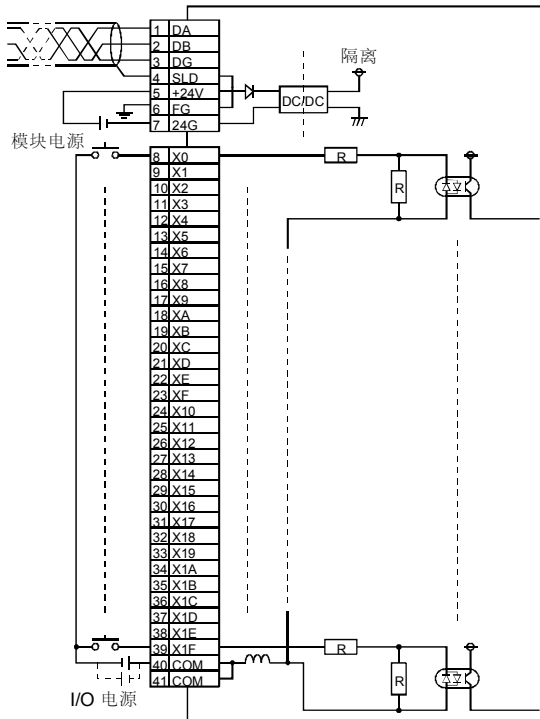 1 DA
2 DB
3 DG
4 SLD
5 +24V
6 FG
7 24G
隔离
DC/DC
模块电源
8 X0
9 X1
10 X2
11 X3
12 X4
13 X5
14 X6
15 X7
16 X8
17 X9
18 XA
19 XB
20 XC
21 XD
22 XE
23 XF
24 X10
25 X11
26 X12
27 X13
28 X14
29 X15
30 X16
31 X17
32 X18
33 X19
34 X1A
35 X1B
36 X1C
37 X1D
38 X1E
39 X1F
40 COM
41 COM
R
R
R
R
I/O 电源